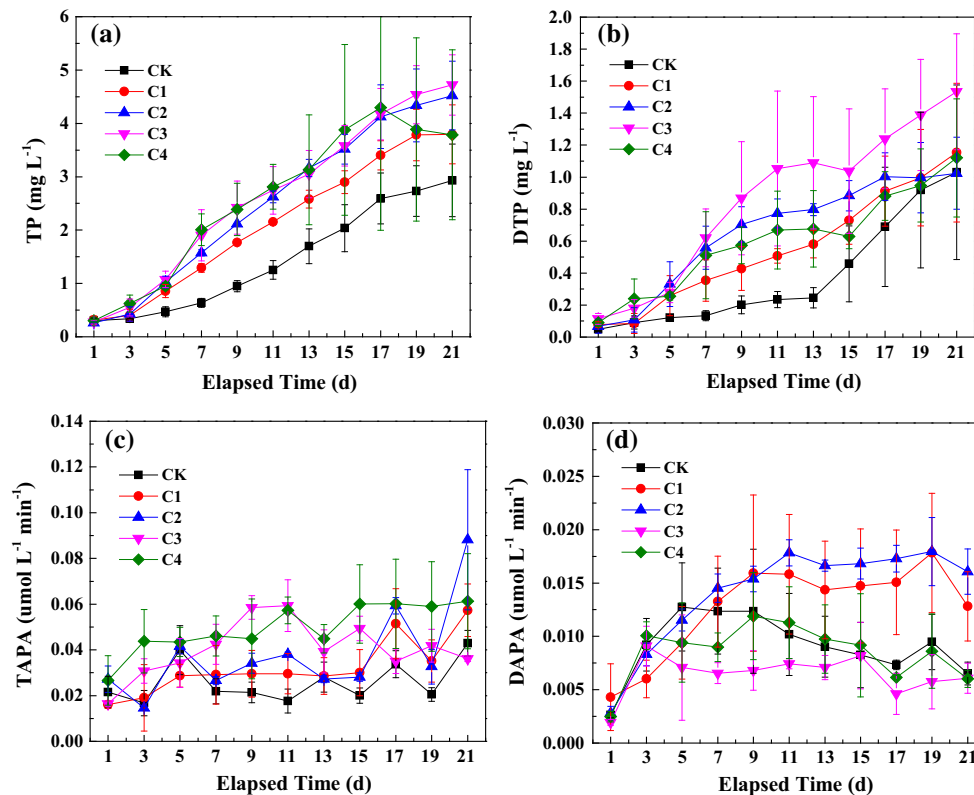 (a)
CK
C1
C2
C3
C4
TP (mg L-1)
6
5
4
3
2
1
0
1 3 5 7 9 11 13 15 17 19 21
Elapsed Time (d)
(b)
CK
C1
C2
C3
C4
DTP (mg L-1)
2.0
1.8
1.6
1.4
1.2
1.0
0.8
0.6
0.4
0.2
0.0
1 3 5 7 9 11 13 15 17 19 21
Elapsed Time (d)
(c)
CK
C1
C2
C3
C4
TAPA (umol L-1 min-1)
0.14
0.12
0.10
0.08
0.06
0.04
0.02
0.00
1 3 5 7 9 11 13 15 17 19 21
Elapsed Time (d)
(d)
CK
C1
C2
C3
C4
DAPA (umol L-1 min-1)
0.030
0.025
0.020
0.015
0.010
0.005
0.000
1 3 5 7 9 11 13 15 17 19 21
Elapsed Time (d)